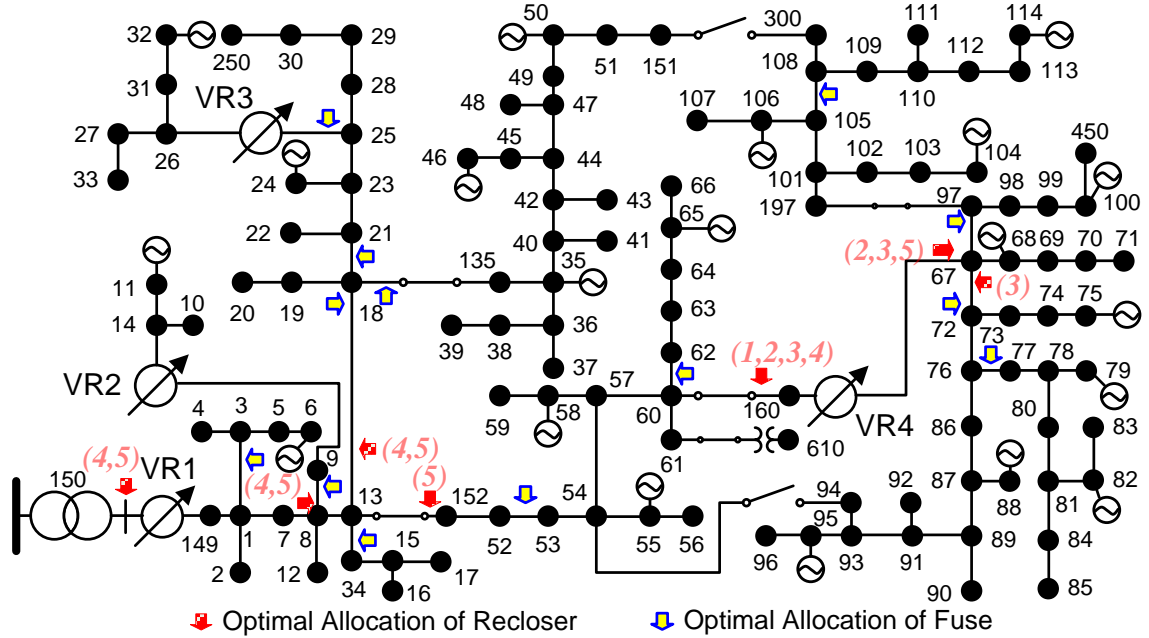 32 250 30 29 50 51 151 300 111 114
109 112
108 110 113
31 VR3 28 49 48 47 107 106 105 450
27 26 25 45 46 44 102 103 104
33 24 23 42 43 66 101 197 97 98 99 100
22 21 40 41 65
11 135 35 (2,3,5) 68 69 70 71
10 20 19 18 64 67 (3)
14 36 63 74 75
VR2 39 38 37 62 (1,2,3,4) 72 73 77 78 79
4 3 5 6 59 58 57 60 160 VR4 76 80 83
(4,5) 9 (4,5) 61 610 86
150 VR1 (4,5) 13 (5) 152 54 94 92 87 88 81 82
149 1 7 8 15 52 53 95 89 84
2 12 34 16 17 55 56 96 93 91 90 85
Optimal Allocation of Recloser Optimal Allocation of Fuse